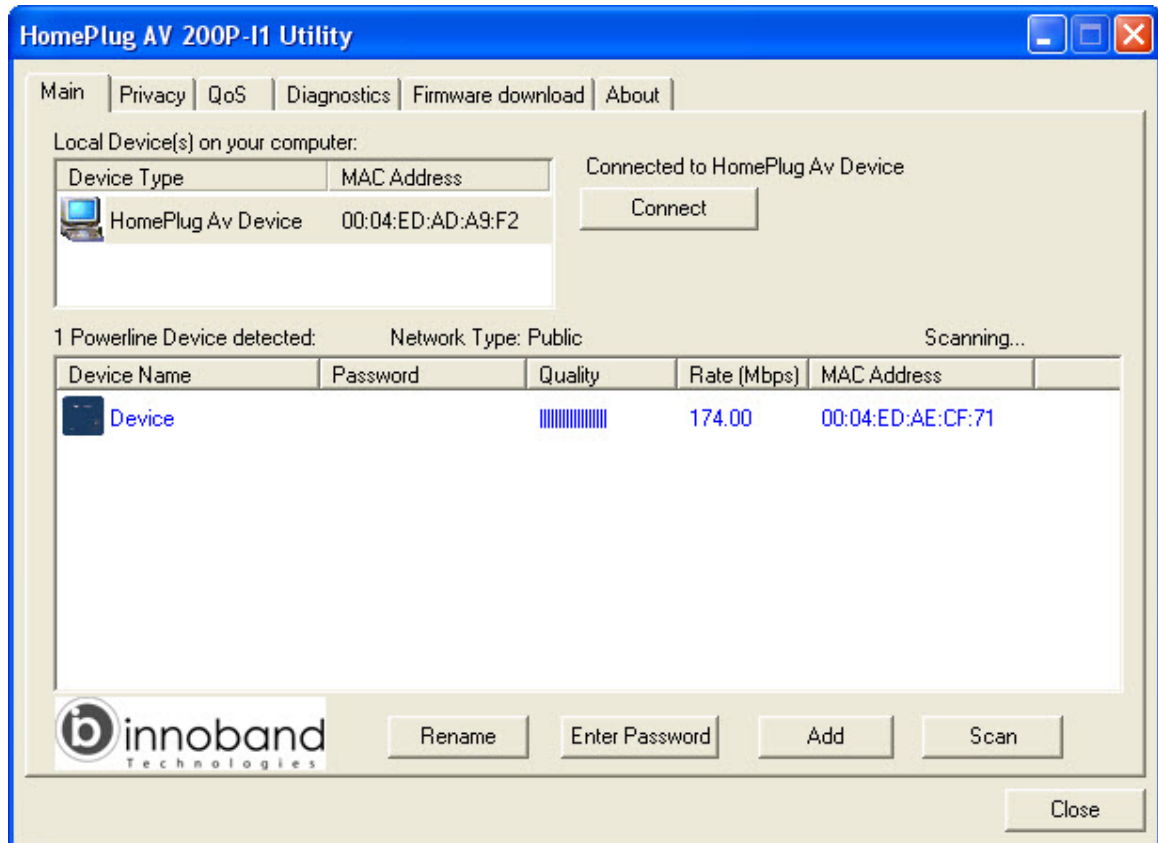 HomePlug AV 200P-I1 Utility
Main Privacy QoS Diagnostics Firmware download About
Local Device(s) on your computer:
Device Type MAC Address
HomePlug Av Device 00:04:ED:AD:A9:F2
Connected to HomePlug Av Device
Connect
1 Powerline Device detected: Network Type: Public Scanning...
Device Name Password Quality Rate (Mbps) MAC Address
Device 174.00 00:04:ED:AE:CF:71
innoband
Technologies
Rename Enter Password Add Scan
Close